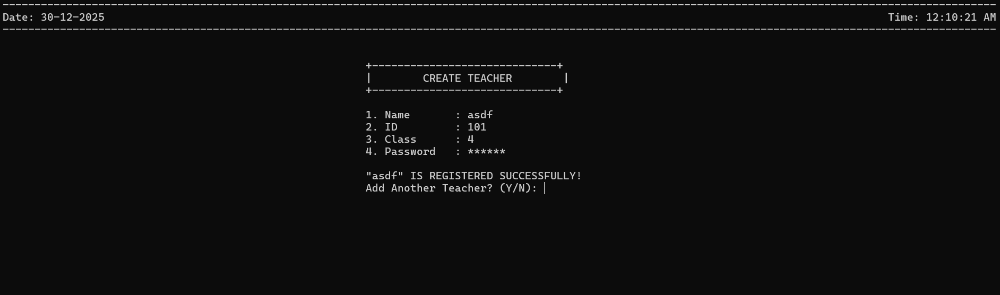 ------------------------------------------------------------------------------------------------------------------------------------------------------------
Date: 30-12-2025                                                                                                                           Time: 12:10:21 AM
------------------------------------------------------------------------------------------------------------------------------------------------------------
+-----------------------------+
|        CREATE TEACHER        |
+-----------------------------+
1. Name       : asdf
2. ID         : 101
3. Class      : 4
4. Password   : ******
"asdf" IS REGISTERED SUCCESSFULLY!
Add Another Teacher? (Y/N):